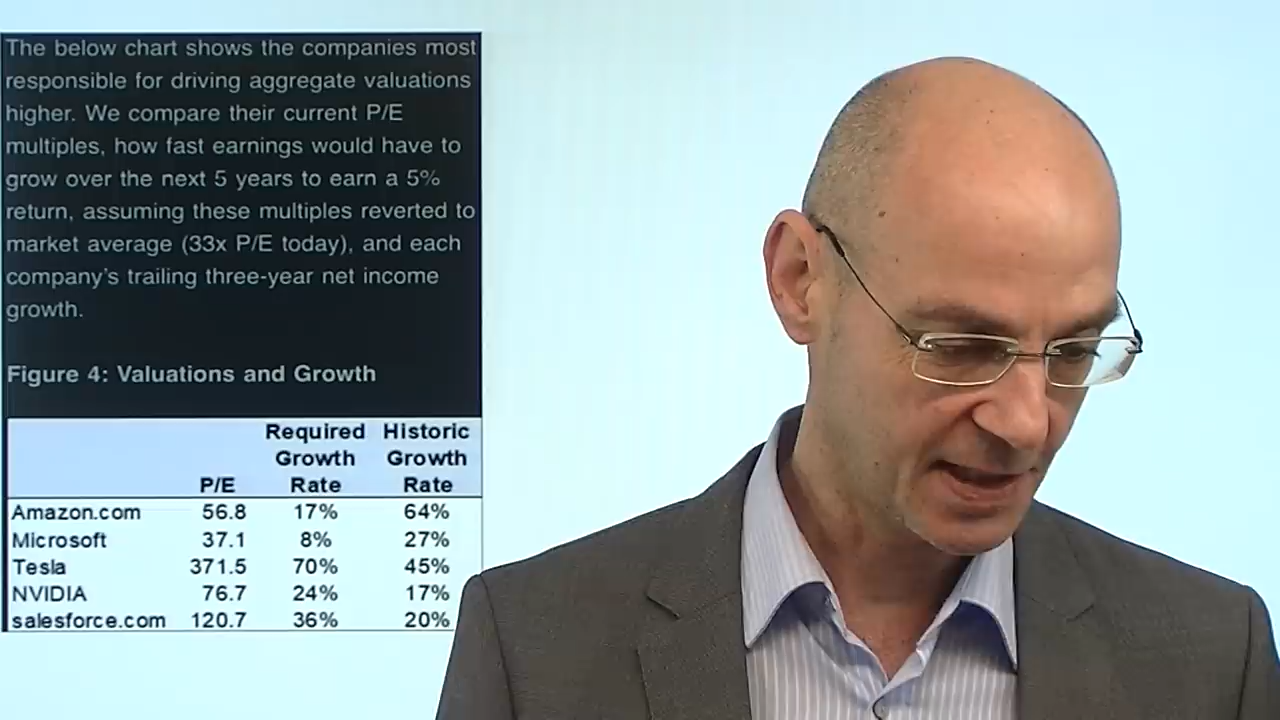 The below chart shows the companies most
responsible for driving aggregate valuations
higher. We compare their current P/E
multiples, how fast earnings would have to
grow over the next 5 years to earn a 5%
return, assuming these multiples reverted to
market average (33x P/E today), and each
company's trailing three-year net income
growth.
Figure 4: Valuations and Growth
Required Historic
Growth Growth
P/E Rate Rate
Amazon.com 56.8 17% 64%
Microsoft 37.1 8% 27%
Tesla 371.5 70% 45%
NVIDIA 76.7 24% 17%
salesforce.com 120.7 36% 20%